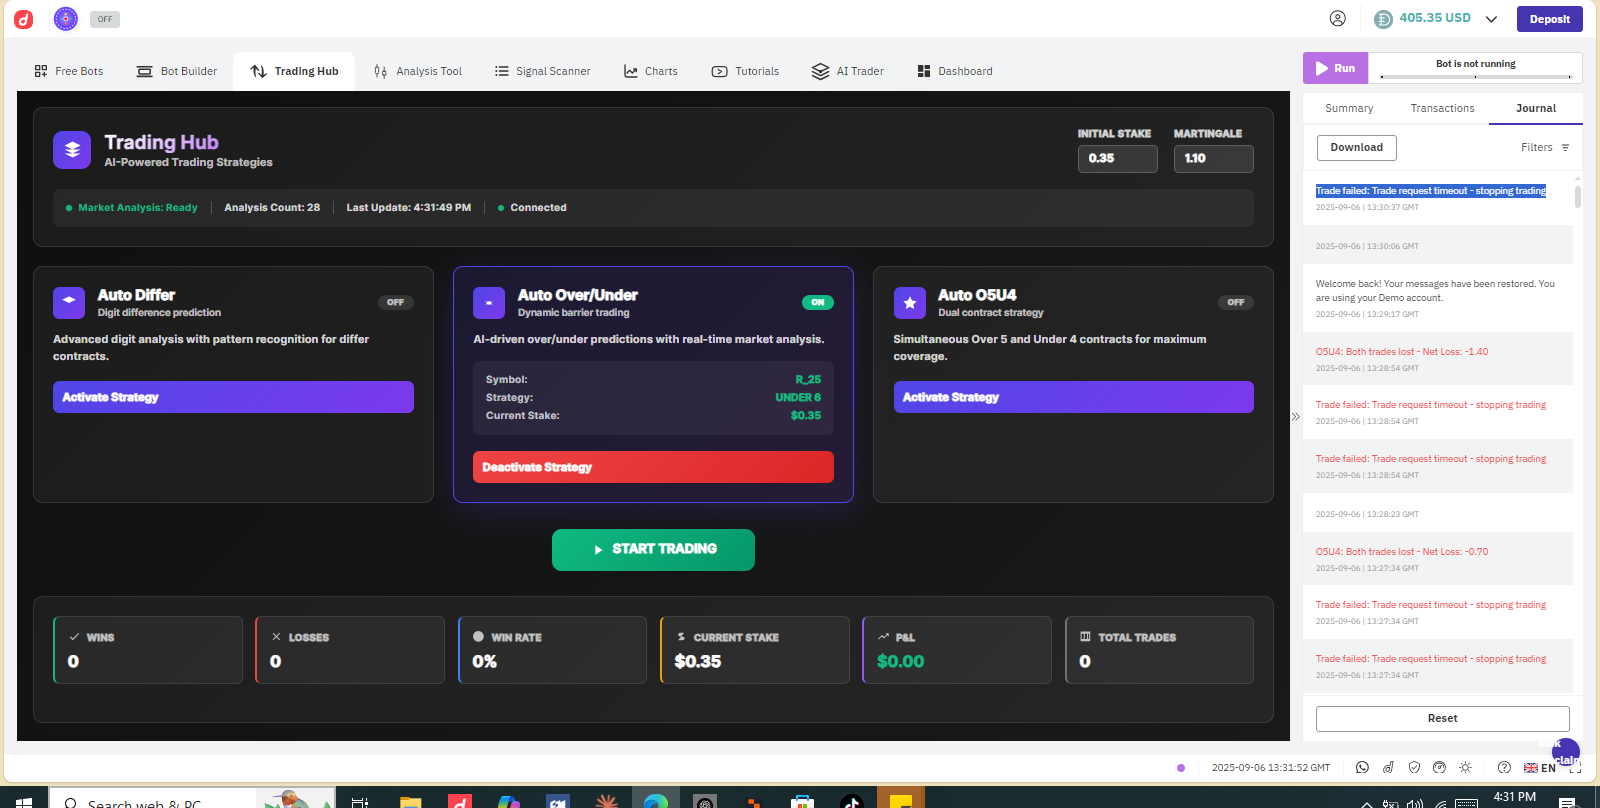 OFF
405.35 USD
Deposit
Free Bots
Bot Builder
Trading Hub
Analysis Tool
Signal Scanner
Charts
Tutorials
AI Trader
Dashboard
Run
Bot is not running
Summary
Transactions
Journal
Download
Filters
Trading Hub
AI-Powered Trading Strategies
INITIAL STAKE
MARTINGALE
0.35
1.10
Market Analysis: Ready
Analysis Count: 28
Last Update: 4:31:49 PM
Connected
Auto Differ
Digit difference prediction
OFF
Advanced digit analysis with pattern recognition for differ
contracts.
Activate Strategy
Auto Over/Under
Dynamic barrier trading
ON
AI-driven over/under predictions with real-time market analysis.
Symbol:
R_25
Strategy:
UNDER 6
Current Stake:
$0.35
Deactivate Strategy
Auto O5U4
Dual contract strategy
OFF
Simultaneous Over 5 and Under 4 contracts for maximum
coverage.
Activate Strategy
START TRADING
WINS
0
LOSSES
0
WIN RATE
0%
CURRENT STAKE
$0.35
P&L
$0.00
TOTAL TRADES
0
Trade failed: Trade request timeout - stopping trading
2025-09-06 | 13:30:37 GMT
2025-09-06 | 13:30:06 GMT
Welcome back! Your messages have been restored. You
are using your Demo account.
2025-09-06 | 13:29:17 GMT
O5U4: Both trades lost - Net Loss: -1.40
2025-09-06 | 13:28:54 GMT
Trade failed: Trade request timeout - stopping trading
2025-09-06 | 13:28:54 GMT
Trade failed: Trade request timeout - stopping trading
2025-09-06 | 13:28:54 GMT
2025-09-06 | 13:28:23 GMT
O5U4: Both trades lost - Net Loss: -0.70
2025-09-06 | 13:27:34 GMT
Trade failed: Trade request timeout - stopping trading
2025-09-06 | 13:27:34 GMT
Trade failed: Trade request timeout - stopping trading
2025-09-06 | 13:27:34 GMT
Reset
2025-09-06 13:31:52 GMT
EN
Search web & PC
4:31 PM